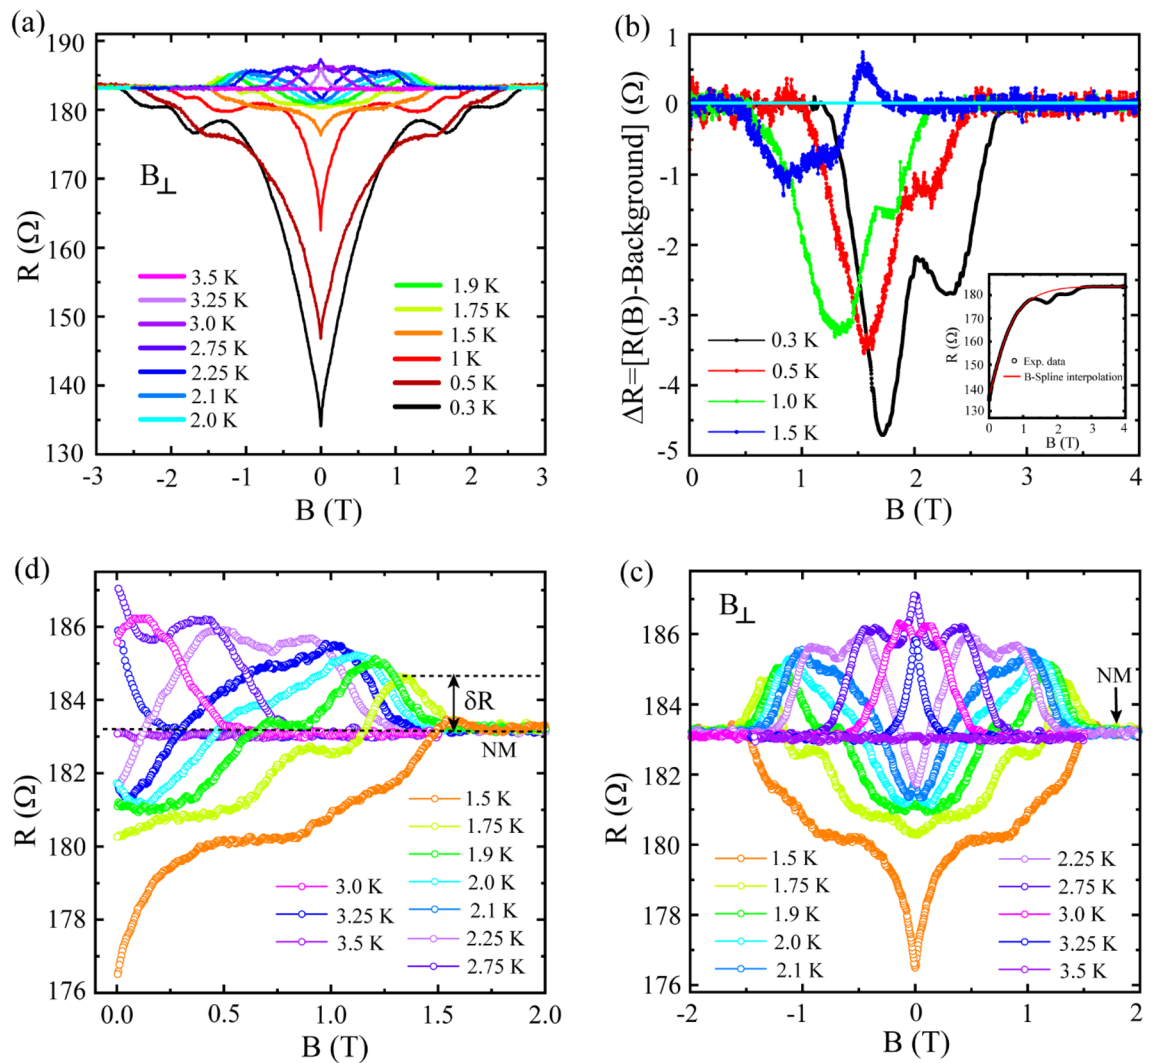 (a)
190
180
170
160
150
140
130
R (Ω)
B⊥
3.5 K
3.25 K
3.0 K
2.75 K
2.25 K
2.1 K
2.0 K
1.9 K
1.75 K
1.5 K
1 K
0.5 K
0.3 K
-3 -2 -1 0 1 2 3
B (T)
(b)
1
0
-1
-2
-3
-4
-5
ΔR=[R(B)-Background] (Ω)
0.3 K
0.5 K
1.0 K
1.5 K
180
170
160
150
140
130
R (Ω)
Exp. data
B-Spline interpolation
0 1 2 3 4
B (T)
0 1 2 3 4
B (T)
(d)
186
184
182
180
178
176
R (Ω)
δR
NM
3.0 K
3.25 K
3.5 K
1.5 K
1.75 K
1.9 K
2.0 K
2.1 K
2.25 K
2.75 K
0.0 0.5 1.0 1.5 2.0
B (T)
(c)
B⊥
186
184
182
180
178
176
R (Ω)
NM
1.5 K
1.75 K
1.9 K
2.0 K
2.1 K
2.25 K
2.75 K
3.0 K
3.25 K
3.5 K
-2 -1 0 1 2
B (T)